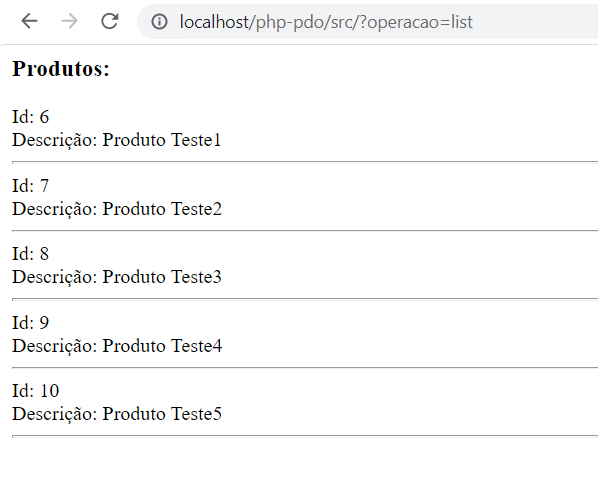 localhost/php-pdo/src/?operacao=list
Produtos:
Id: 6
Descrição: Produto Teste1
Id: 7
Descrição: Produto Teste2
Id: 8
Descrição: Produto Teste3
Id: 9
Descrição: Produto Teste4
Id: 10
Descrição: Produto Teste5